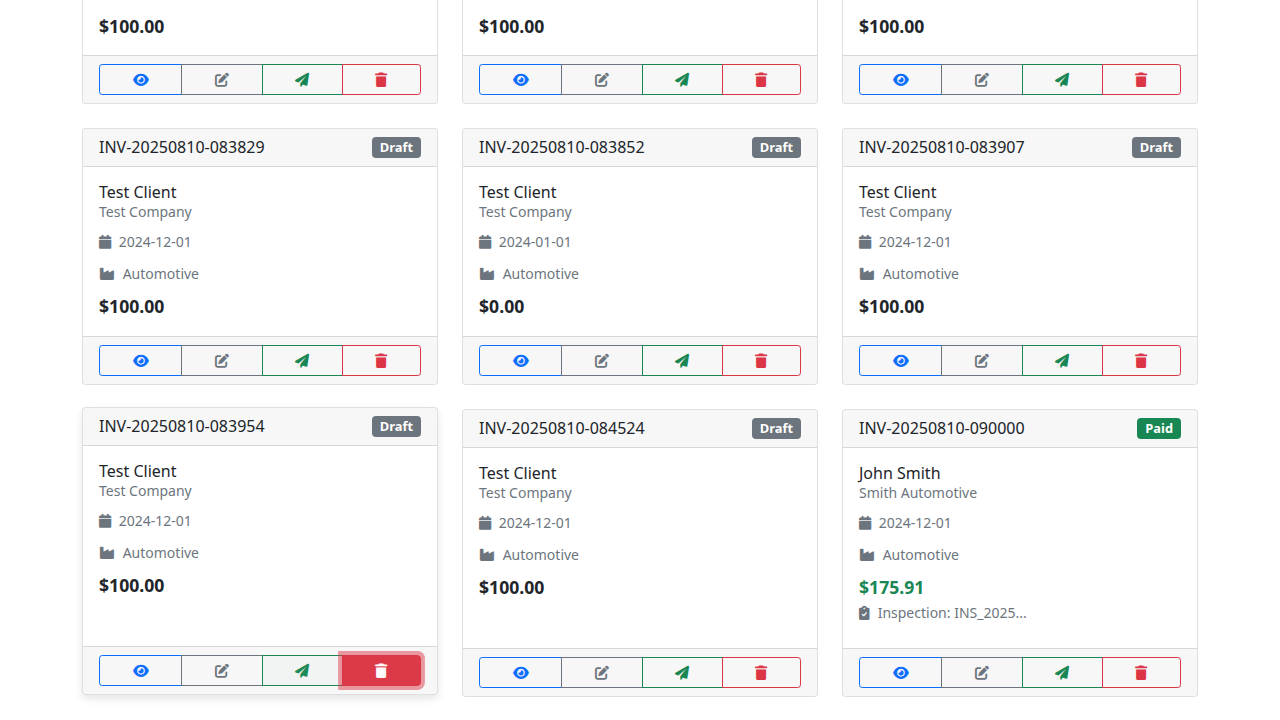 $100.00
$100.00
$100.00
INV-20250810-083829 Draft
Test Client
Test Company
2024-12-01
Automotive
$100.00
INV-20250810-083852 Draft
Test Client
Test Company
2024-01-01
Automotive
$0.00
INV-20250810-083907 Draft
Test Client
Test Company
2024-12-01
Automotive
$100.00
INV-20250810-083954 Draft
Test Client
Test Company
2024-12-01
Automotive
$100.00
INV-20250810-084524 Draft
Test Client
Test Company
2024-12-01
Automotive
$100.00
INV-20250810-090000 Paid
John Smith
Smith Automotive
2024-12-01
Automotive
$175.91
Inspection: INS_2025...